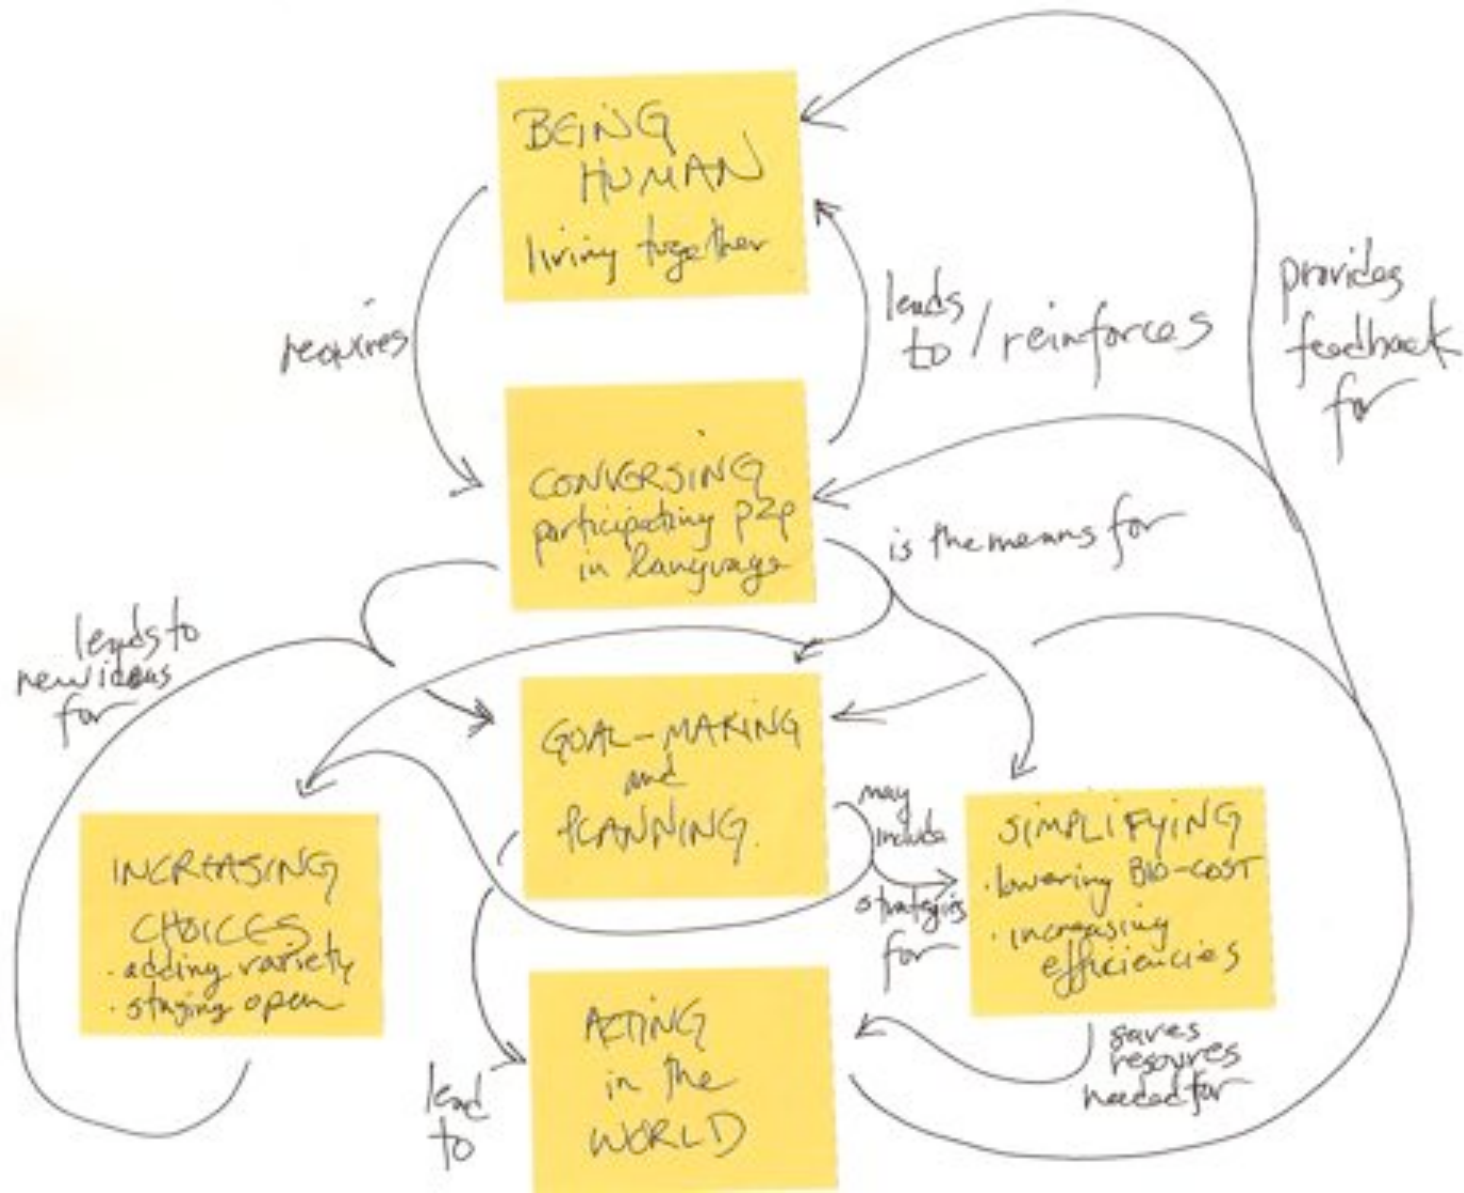 BEING
HUMAN
living together
requires
leads
to / reinforces
provides
feedback
for
CONVERSING
participating p2p
in language
is the means for
leads to
new ideas
for
GOAL-MAKING
and
PLANNING.
may
include
strategies
for
SIMPLIFYING
· lowering BIO-COST
· increasing
efficiencies
INCREASING
CHOICES
· adding variety
· staying open
ACTING
in the
WORLD
lead
to
saves
resources
needed for